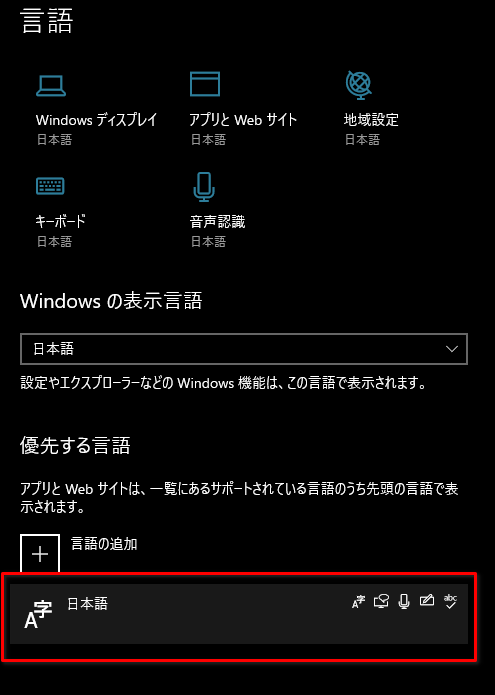 言語
Windows ディスプレイ
日本語
アプリと Web サイト
日本語
地域設定
日本語
キーボード
日本語
音声認識
日本語
Windows の表示言語
日本語
設定やエクスプローラーなどの Windows 機能は、この言語で表示されます。
優先する言語
アプリと Web サイトは、一覧にあるサポートされている言語のうち先頭の言語で表
示されます。
言語の追加
A字 日本語 A字 abc